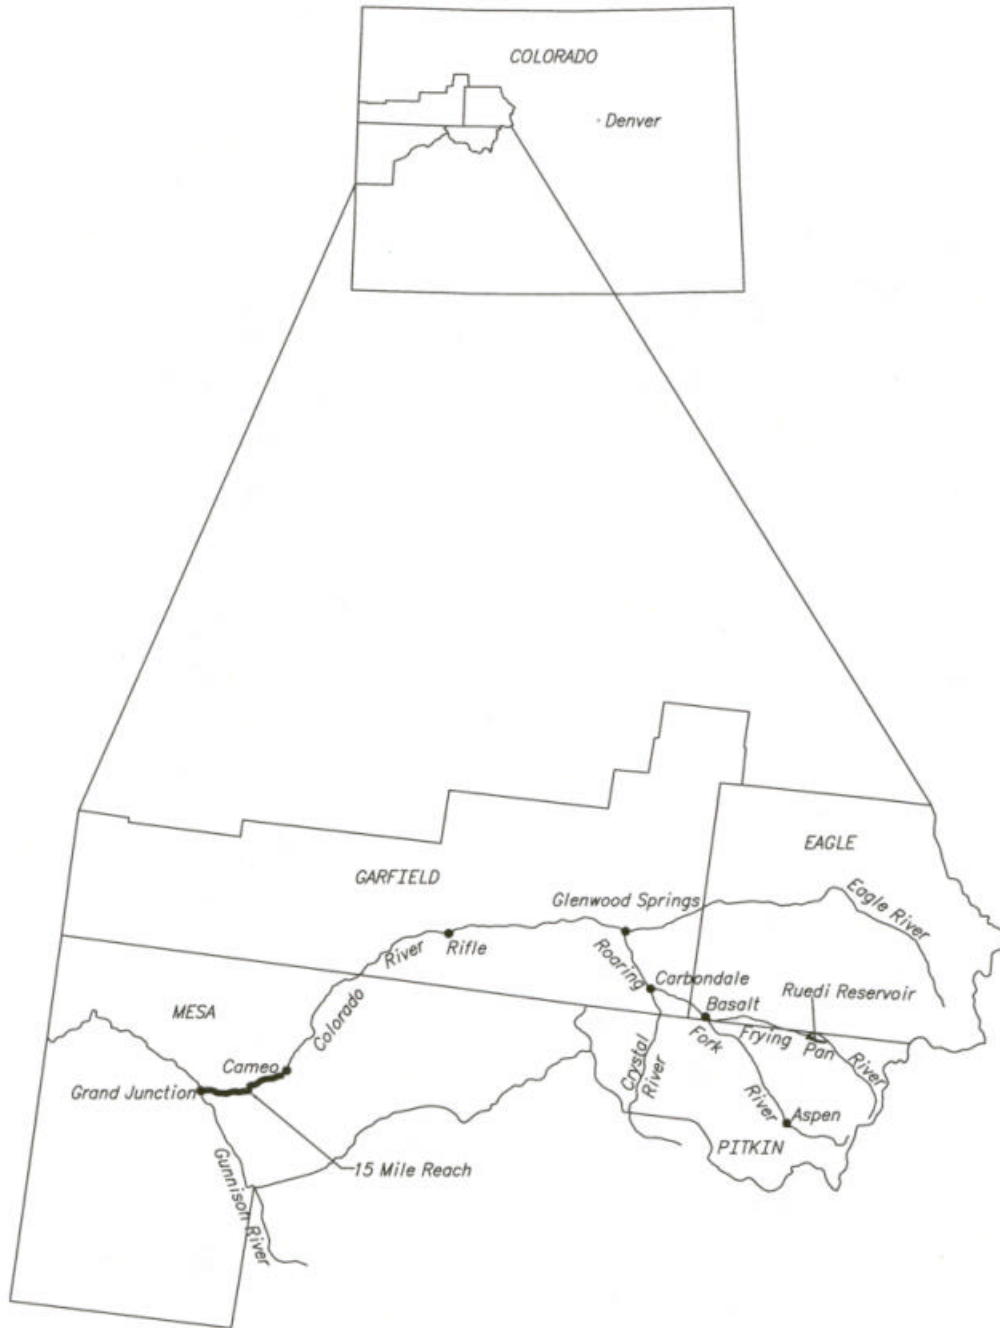 COLORADO
Denver
EAGLE
GARFIELD
Glenwood Springs
Eagle River
River
Rifle
Roaring
Carbondale
Ruedi Reservoir
Basalt
MESA
Colorado
Fork
Frying
Pan
River
Cameo
Crystal
River
Grand Junction
River
Aspen
PITKIN
15 Mile Reach
Gunnison River